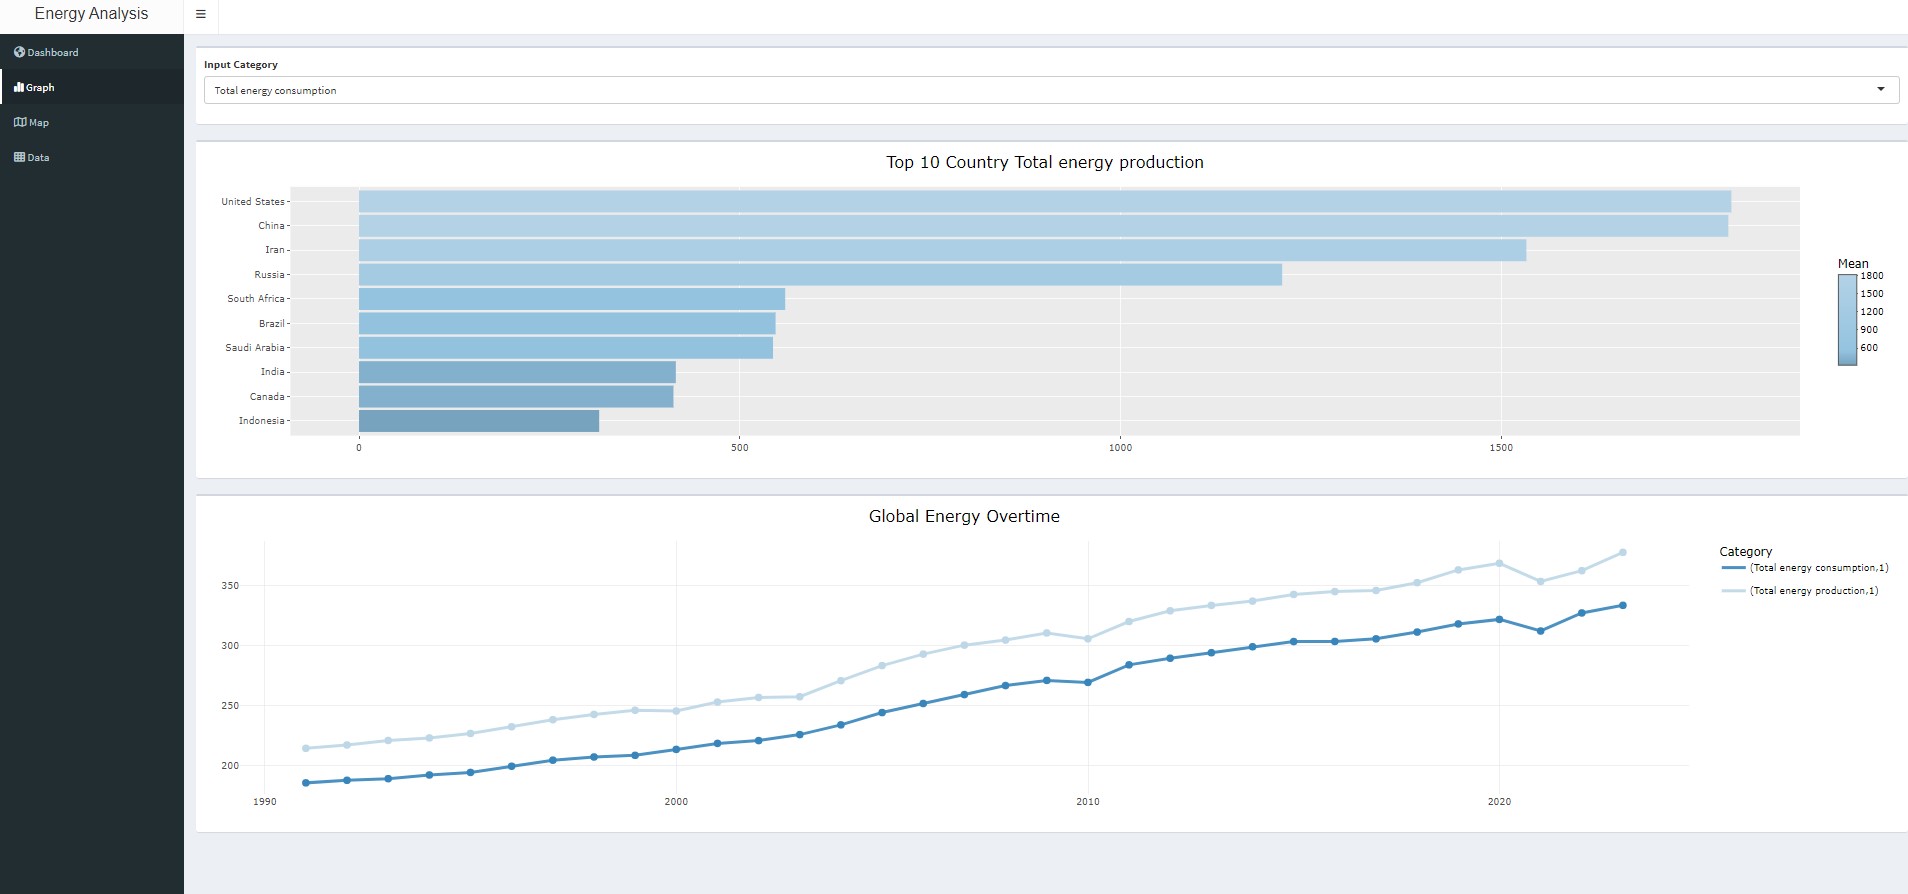 Energy Analysis
Dashboard
Graph
Map
Data
Input Category
Total energy consumption
Top 10 Country Total energy production
United States
China
Iran
Russia
South Africa
Brazil
Saudi Arabia
India
Canada
Indonesia
0 500 1000 1500
Mean
1800
1500
1200
900
600
Global Energy Overtime
350
300
250
200
1990 2000 2010 2020
Category
(Total energy consumption,1)
(Total energy production,1)